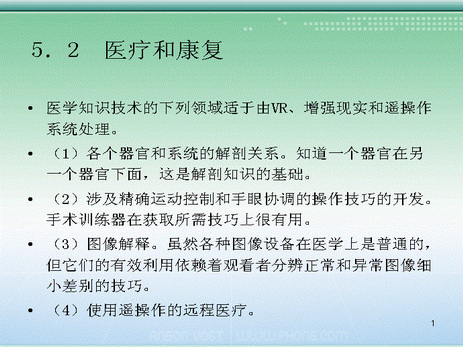 5．2　医疗和康复
• 医学知识技术的下列领域适于由VR、增强现实和遥操作
系统处理。
• （1）各个器官和系统的解剖关系。知道一个器官在另
一个器官下面，这是解剖知识的基础。
• （2）涉及精确运动控制和手眼协调的操作技巧的开发。
手术训练器在获取所需技巧上很有用。
• （3）图像解释。虽然各种图像设备在医学上是普通的，
但它们的有效利用依赖着观看者分辨正常和异常图像细
小差别的技巧。
• （4）使用遥操作的远程医疗。
1